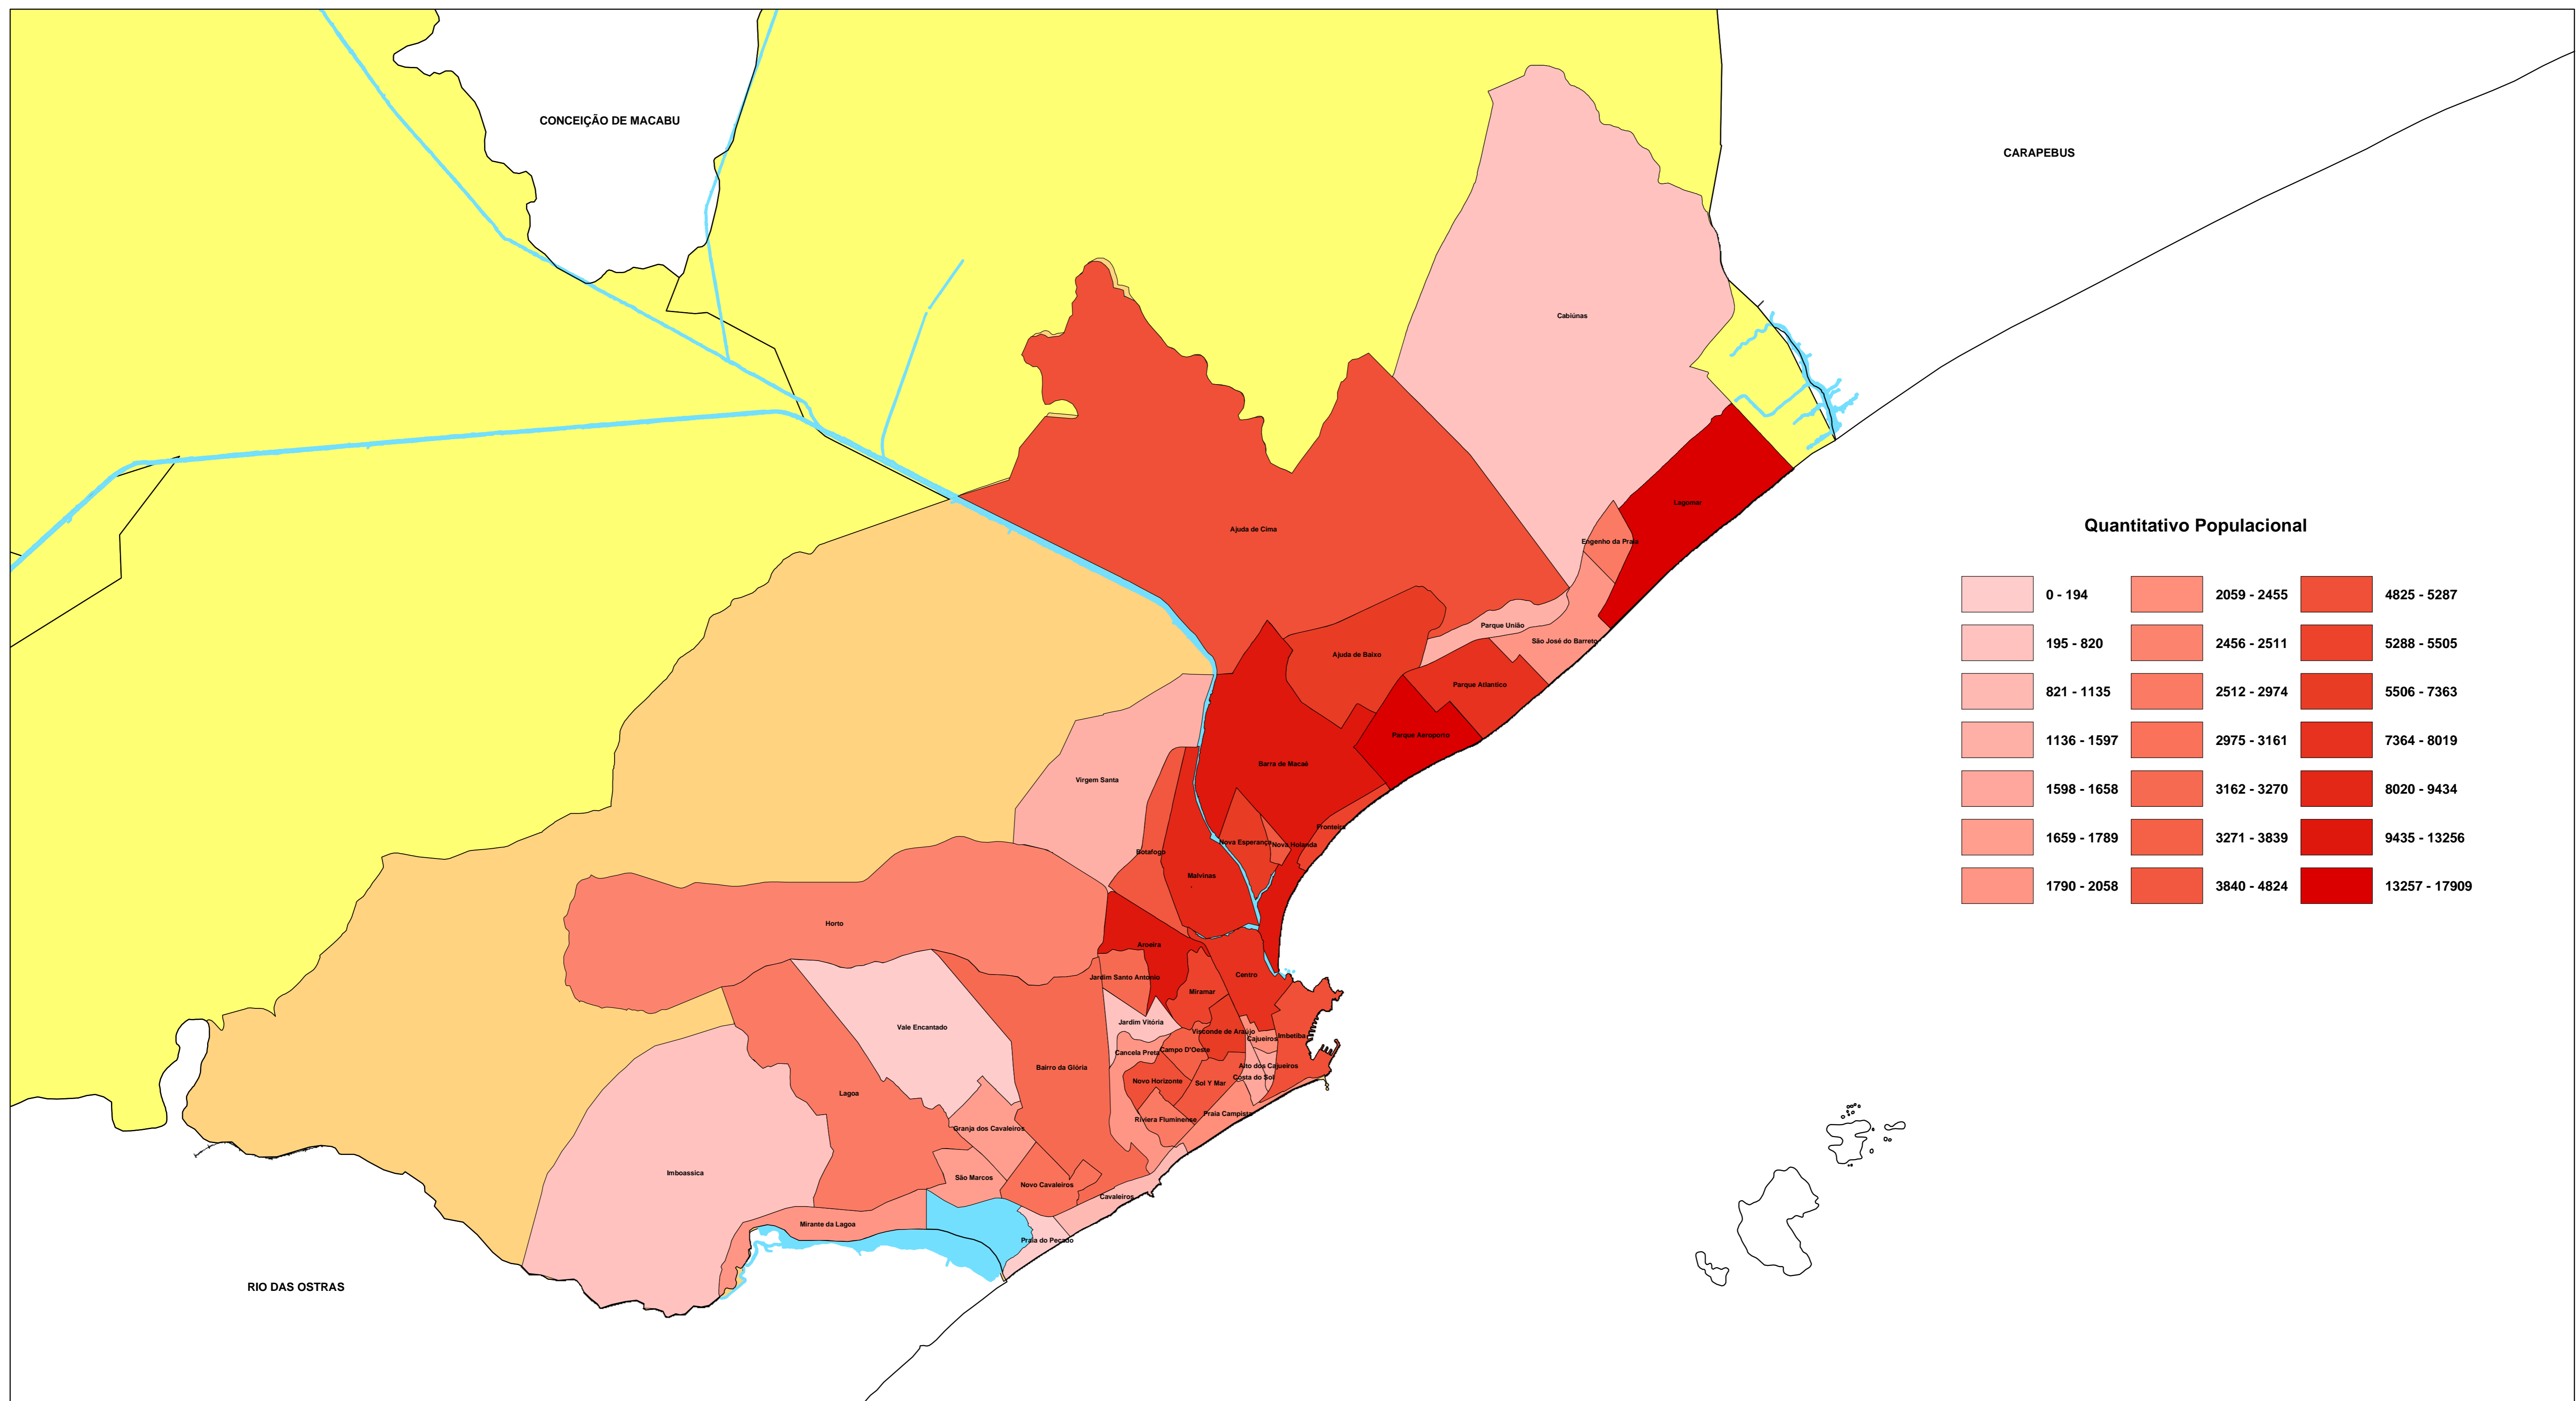 CONCEIÇÃO DE MACABU
CARAPEBUS
Cabiúnas
Lagomar
Ajuda de Cima
Engenho da Praia
Quantitativo Populacional
0 - 194
2059 - 2455
4825 - 5287
Parque União
São José do Barreto
195 - 820
2456 - 2511
5288 - 5505
Ajuda de Baixo
Parque Atlantico
821 - 1135
2512 - 2974
5506 - 7363
Parque Aeroporto
1136 - 1597
2975 - 3161
7364 - 8019
Barra de Macaé
Virgem Santa
1598 - 1658
3162 - 3270
8020 - 9434
Fronteira
1659 - 1789
3271 - 3839
9435 - 13256
Nova Esperança
Nova Holanda
Botafogo
Malvinas
1790 - 2058
3840 - 4824
13257 - 17909
Horto
Aroeira
Jardim Santo Antonio
Centro
Miramar
Jardim Vitória
Vale Encantado
Visconde de Araújo
Imbetiba
Cajueiros
Cancela Preta
Campo D'Oeste
Bairro da Glória
Alto dos Cajueiros
Costa do Sol
Novo Horizonte
Sol Y Mar
Lagoa
Praia Campista
Riviera Fluminense
Granja dos Cavaleiros
Imboassica
São Marcos
Novo Cavaleiros
Cavaleiros
Mirante da Lagoa
Praia do Pecado
RIO DAS OSTRAS